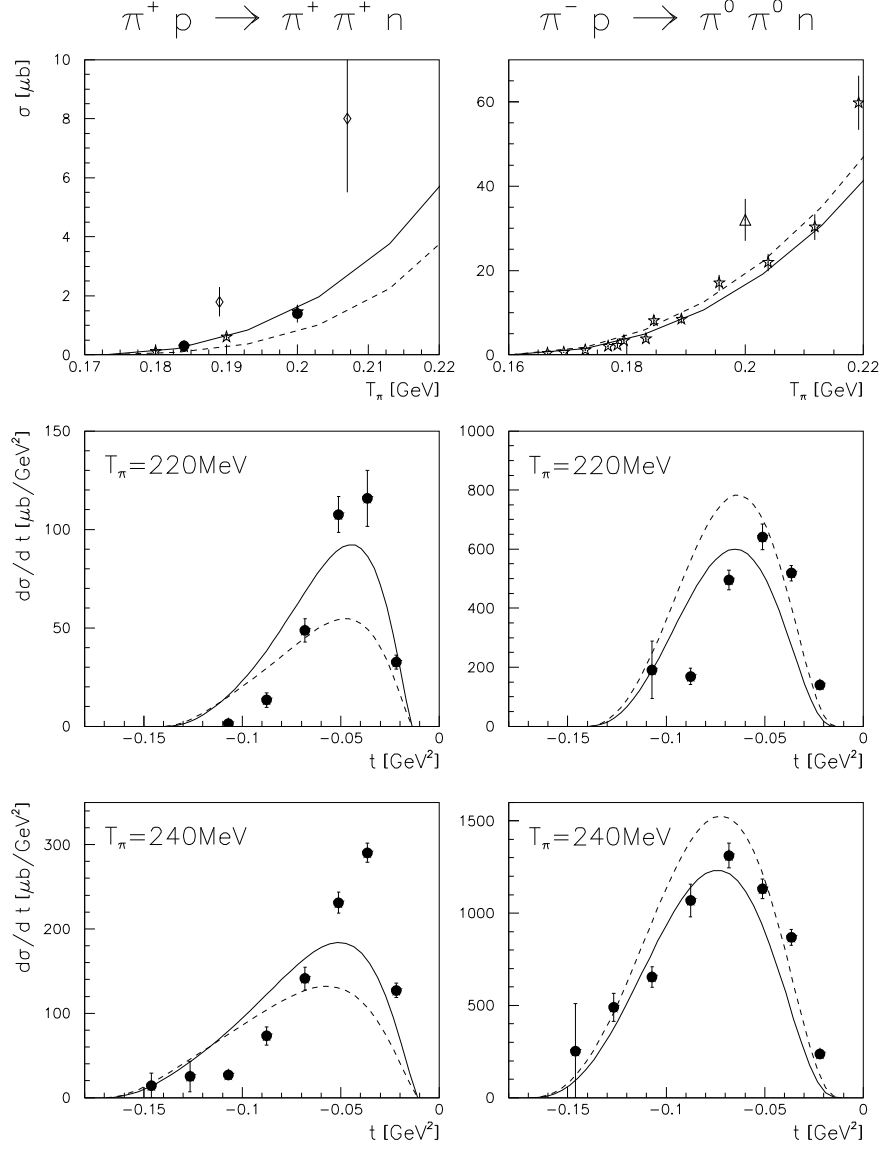 π⁺ p → π⁺ π⁺ n
π⁻ p → π⁰ π⁰ n
σ [μb]
10
8
6
4
2
0
0.17 0.18 0.19 0.2 0.21 0.22
T_π [GeV]
60
40
20
0
0.16 0.18 0.2 0.22
T_π [GeV]
dσ/d t [μb/GeV²]
T_π=220MeV
150
100
50
0
−0.15 −0.1 −0.05 0
t [GeV²]
T_π=220MeV
1000
800
600
400
200
0
−0.15 −0.1 −0.05 0
t [GeV²]
dσ/d t [μb/GeV²]
T_π=240MeV
300
200
100
0
−0.15 −0.1 −0.05 0
t [GeV²]
T_π=240MeV
1500
1000
500
0
−0.15 −0.1 −0.05 0
t [GeV²]